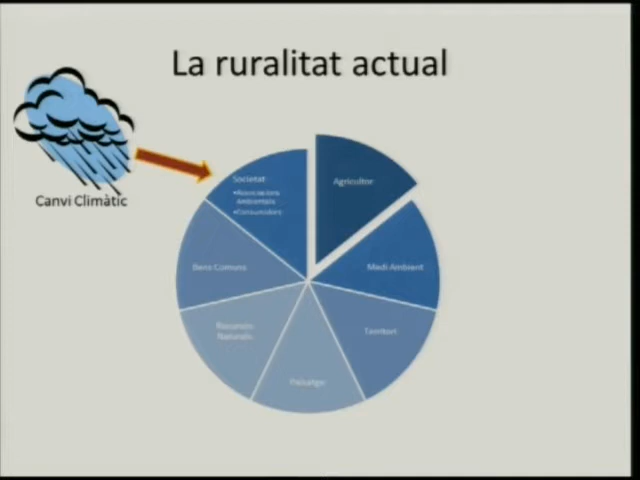 La ruralitat actual
Canvi Climàtic
Societat
•Associacions
Ambientals
•Consumidors
Agricultor
Medi Ambient
Territori
Paisatge
Recursos
Naturals
Bens Comuns